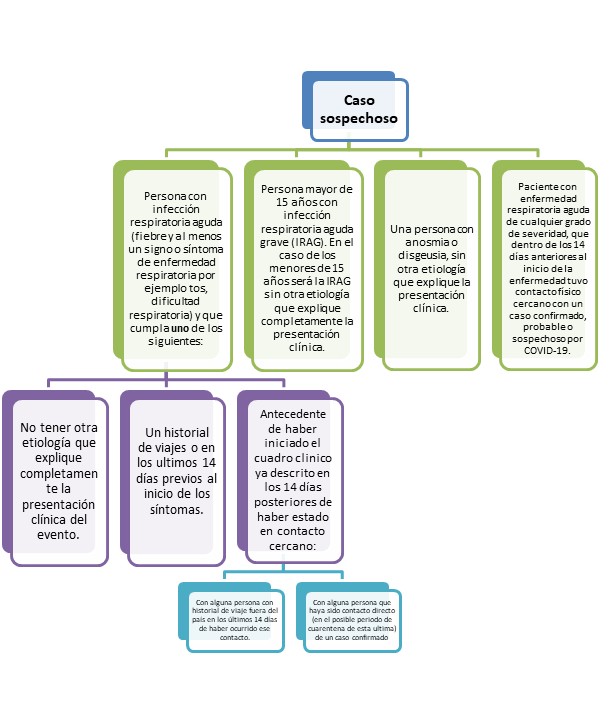 Caso
sospechoso
Persona con
infección
respiratoria aguda
(fiebre y al menos
un signo o síntoma
de enfermedad
respiratoria por
ejemplo tos,
dificultad
respiratoria) y que
cumpla uno de los
siguientes:
Persona mayor de
15 años con
infección
respiratoria aguda
grave (IRAG). En el
caso de los
menores de 15
años será la IRAG
sin otra etiología
que explique
completamente la
presentación
clínica.
Una persona con
anosmia o
disgeusia, sin
otra etiología
que explique la
presentación
clínica.
Paciente con
enfermedad
respiratoria aguda
de cualquier grado
de severidad, que
dentro de los 14
días anteriores al
inicio de la
enfermedad tuvo
contacto físico
cercano con un
caso confirmado,
probable o
sospechoso por
COVID-19.
No tener otra
etiología que
explique
completamen
te la
presentación
clínica del
evento.
Un historial
de viajes o en
los ultimos 14
días previos al
inicio de los
síntomas.
Antecedente
de haber
iniciado el
cuadro clinico
ya descrito en
los 14 días
posteriores de
haber estado
en contacto
cercano:
Con alguna persona con
historial de viaje fuera del
país en los últimos 14 días
de haber ocurrido ese
contacto.
Con alguna persona que
haya sido contacto directo
(en el posible periodo de
cuarentena de esta ultima)
de un caso confirmado